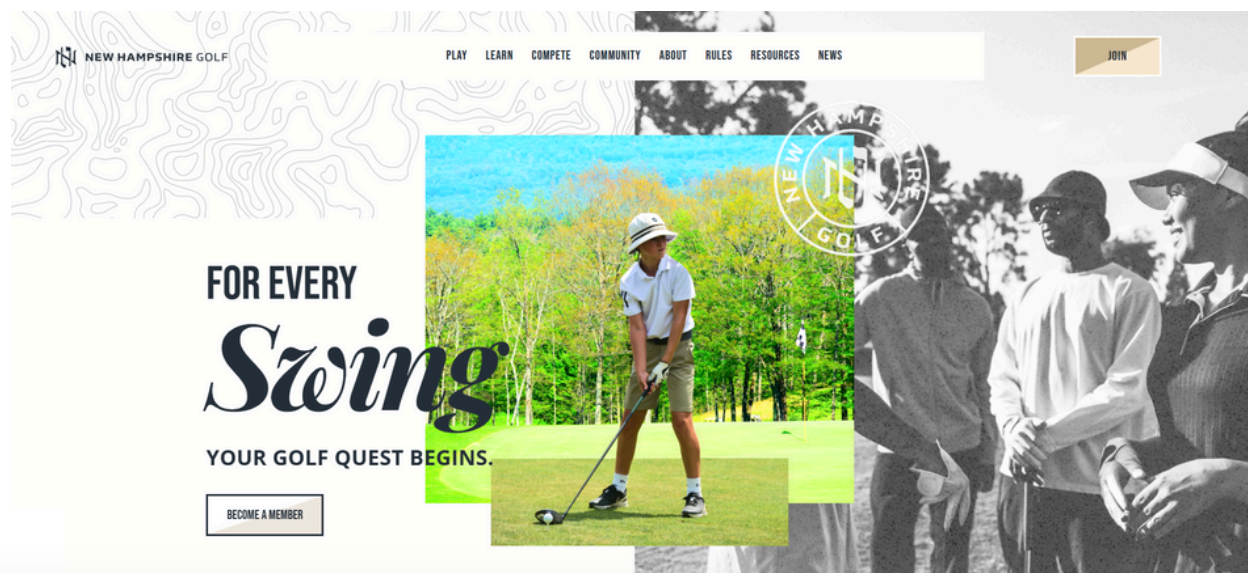 NEW HAMPSHIRE GOLF
PLAY LEARN COMPETE COMMUNITY ABOUT RULES RESOURCES NEWS
JOIN
NEW HAMPSHIRE
NH
GOLF
FOR EVERY
Swing
YOUR GOLF QUEST BEGINS.
BECOME A MEMBER